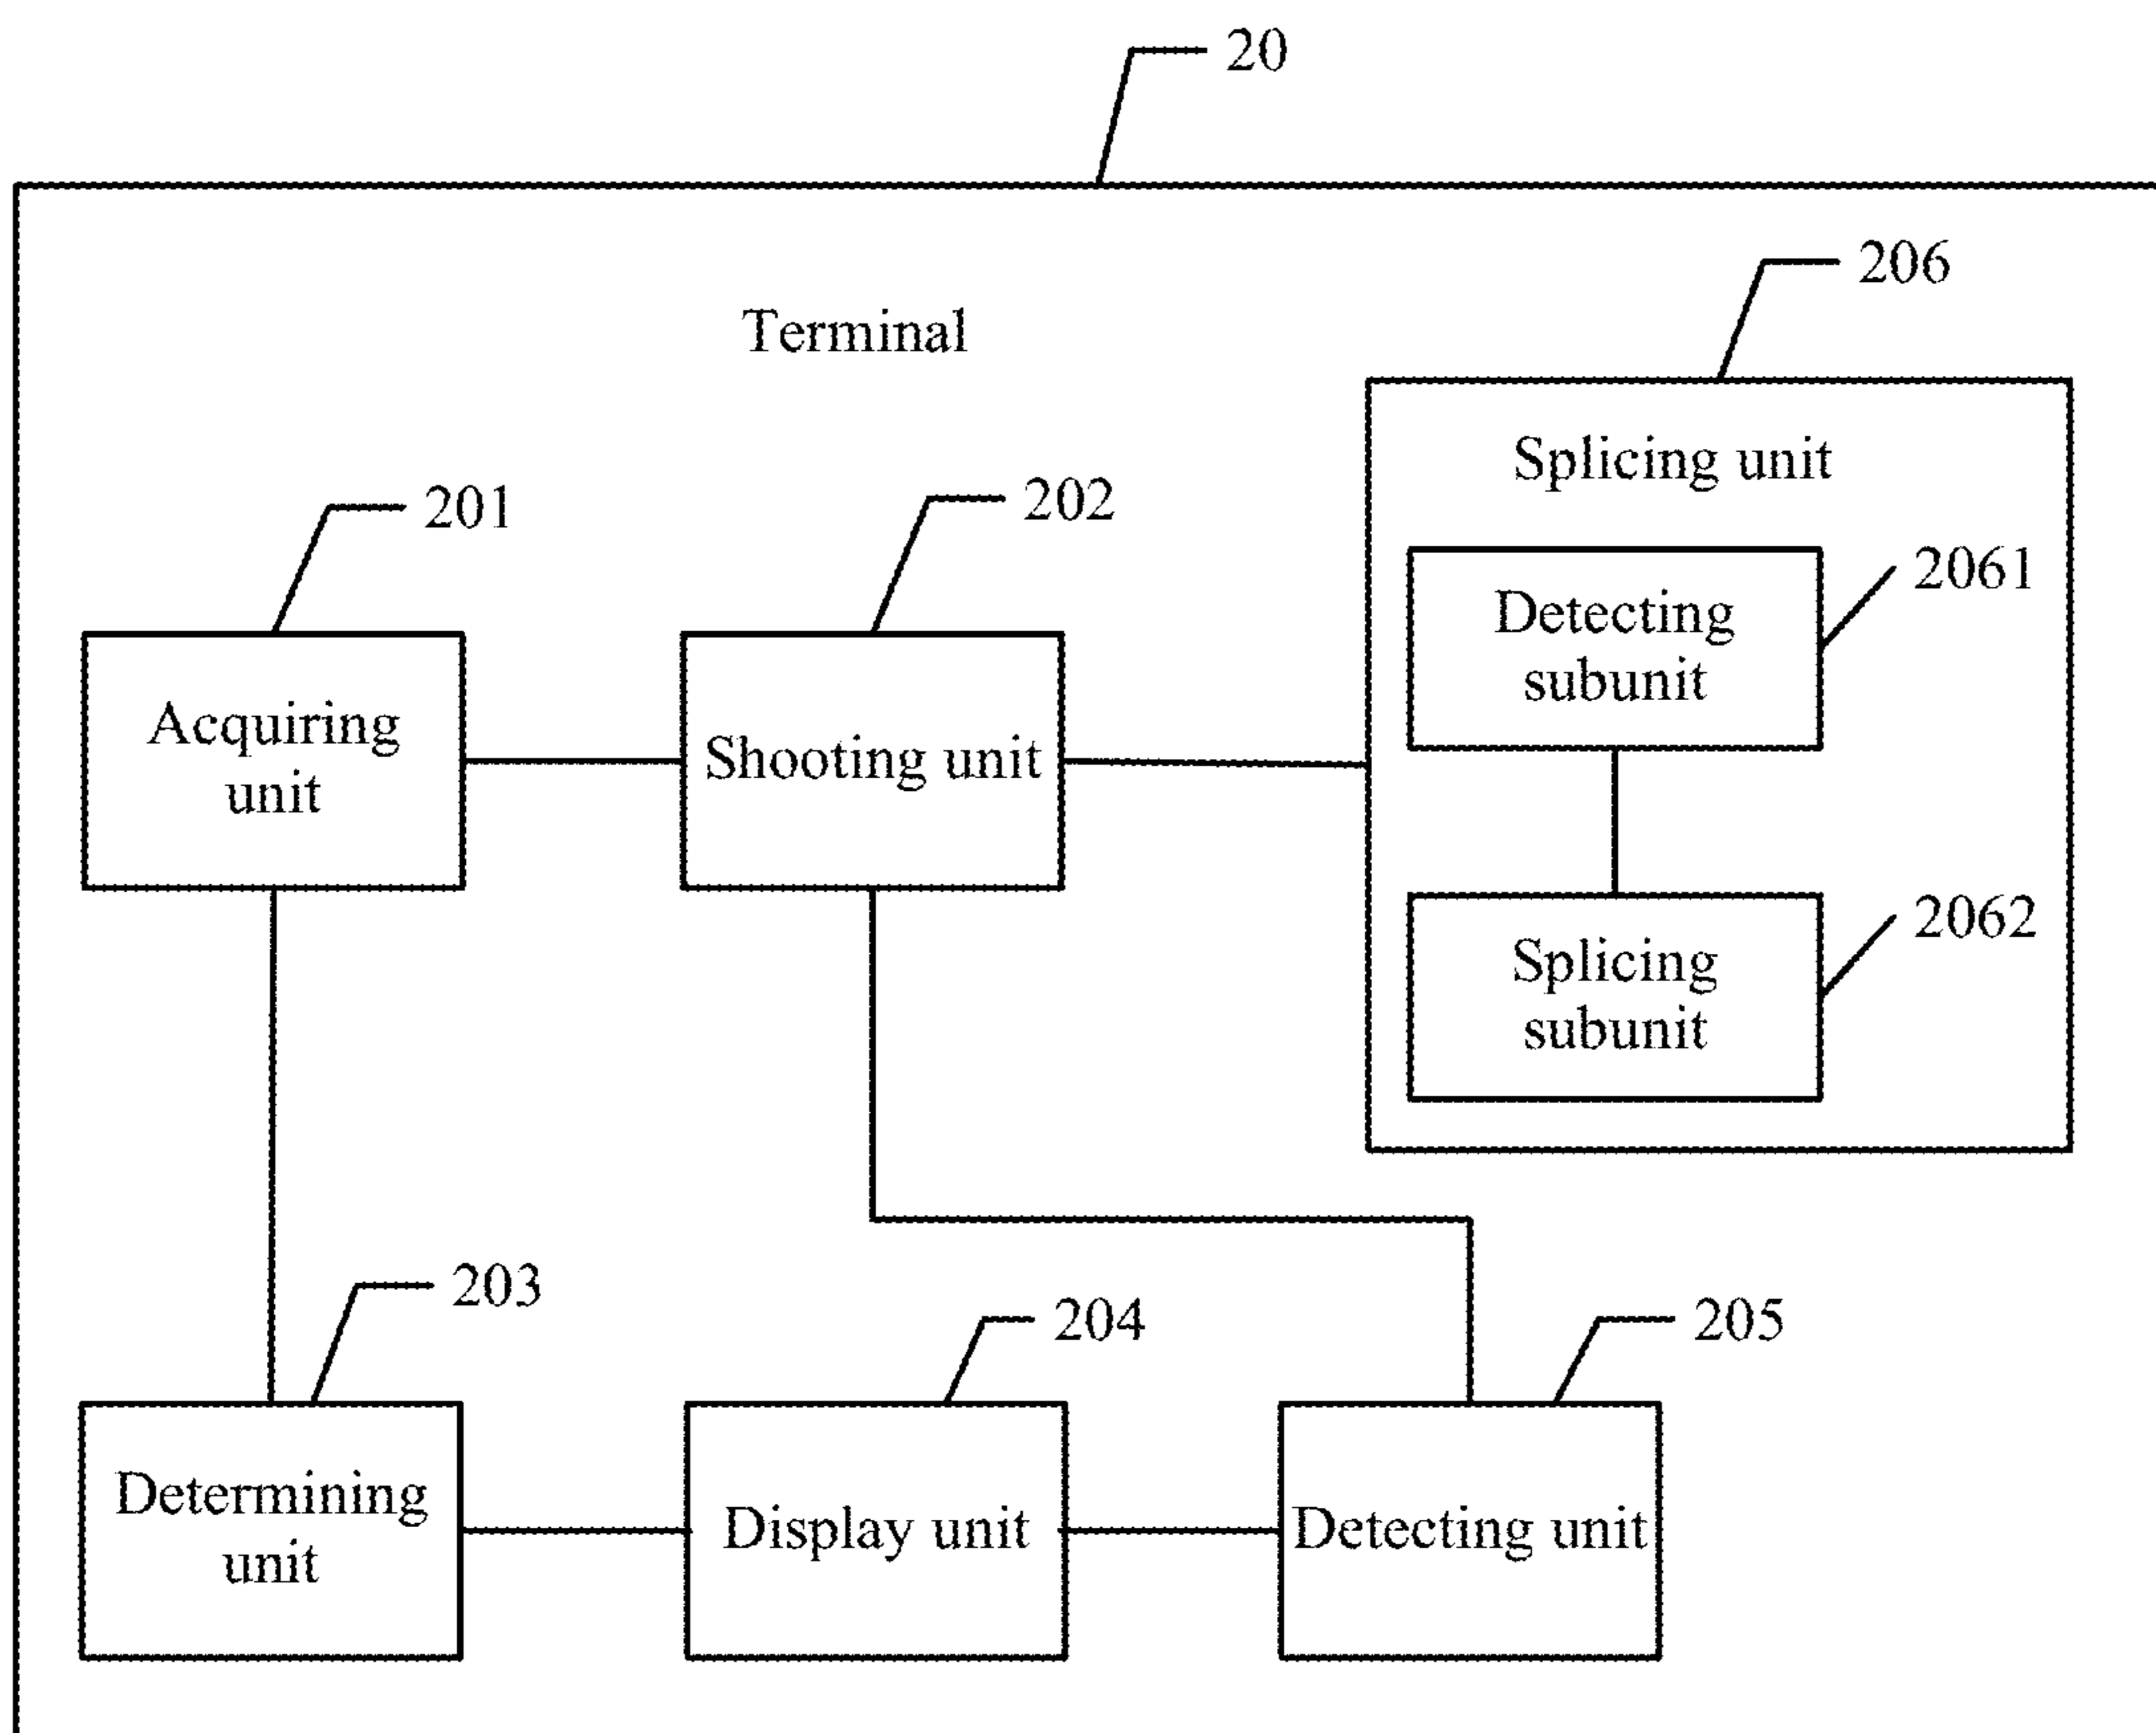 20
Terminal
206
Splicing unit
201
202
2061
Detecting
subunit
Acquiring
unit
Shooting unit
2062
Splicing
subunit
203
204
205
Determining
unit
Display unit
Detecting unit